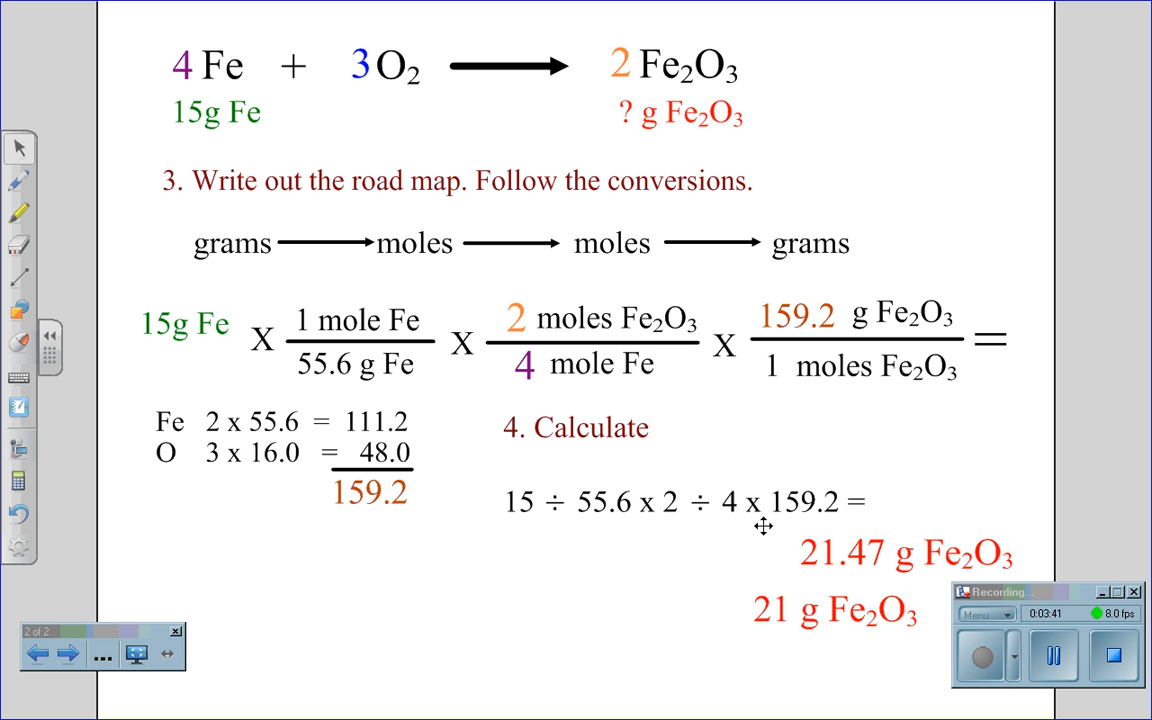 4 Fe + 3 O₂ ⟶ 2 Fe₂O₃
15g Fe ? g Fe₂O₃
3. Write out the road map. Follow the conversions.
grams ⟶ moles ⟶ moles ⟶ grams
15g Fe X 1 mole Fe / 55.6 g Fe X 2 moles Fe₂O₃ / 4 mole Fe X 159.2 g Fe₂O₃ / 1 moles Fe₂O₃ =
Fe 2 x 55.6 = 111.2
O 3 x 16.0 = 48.0
159.2
4. Calculate
15 ÷ 55.6 x 2 ÷ 4 x 159.2 =
21.47 g Fe₂O₃
21 g Fe₂O₃
Recording...
Menu 0:03:41 8.0 fps
2 of 2